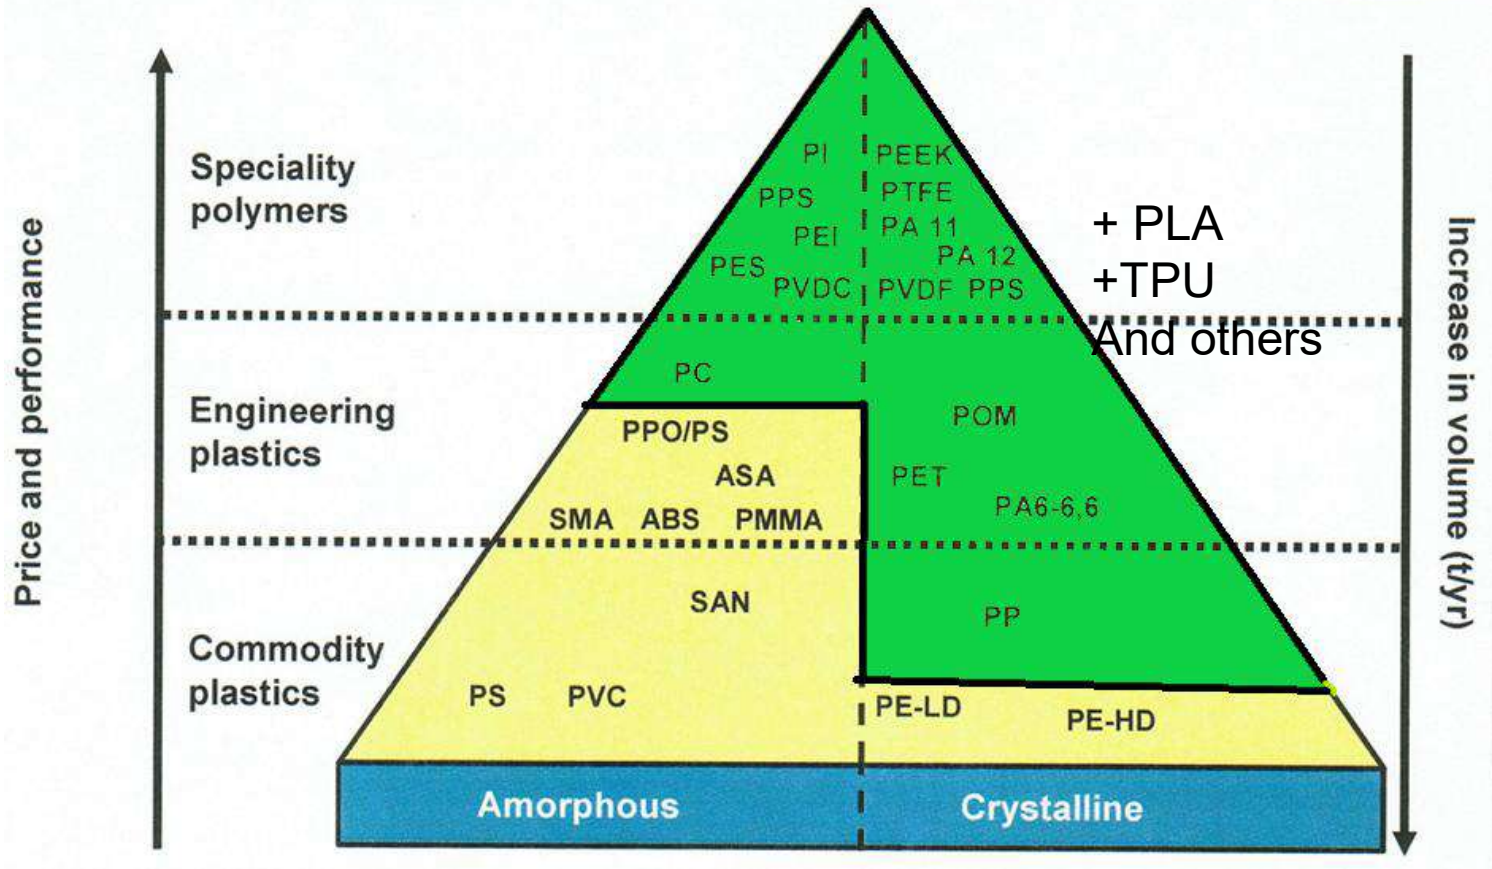 Price and performance
Speciality
polymers
Engineering
plastics
Commodity
plastics
PI PEEK
PPS PTFE
PEI PA 11
PES PA 12
PVDC PVDF PPS
PC
POM
PPO/PS
ASA PET
SMA ABS PMMA PA6-6,6
SAN PP
PS PVC PE-LD PE-HD
Amorphous Crystalline
+ PLA
+TPU
And others
Increase in volume (t/yr)